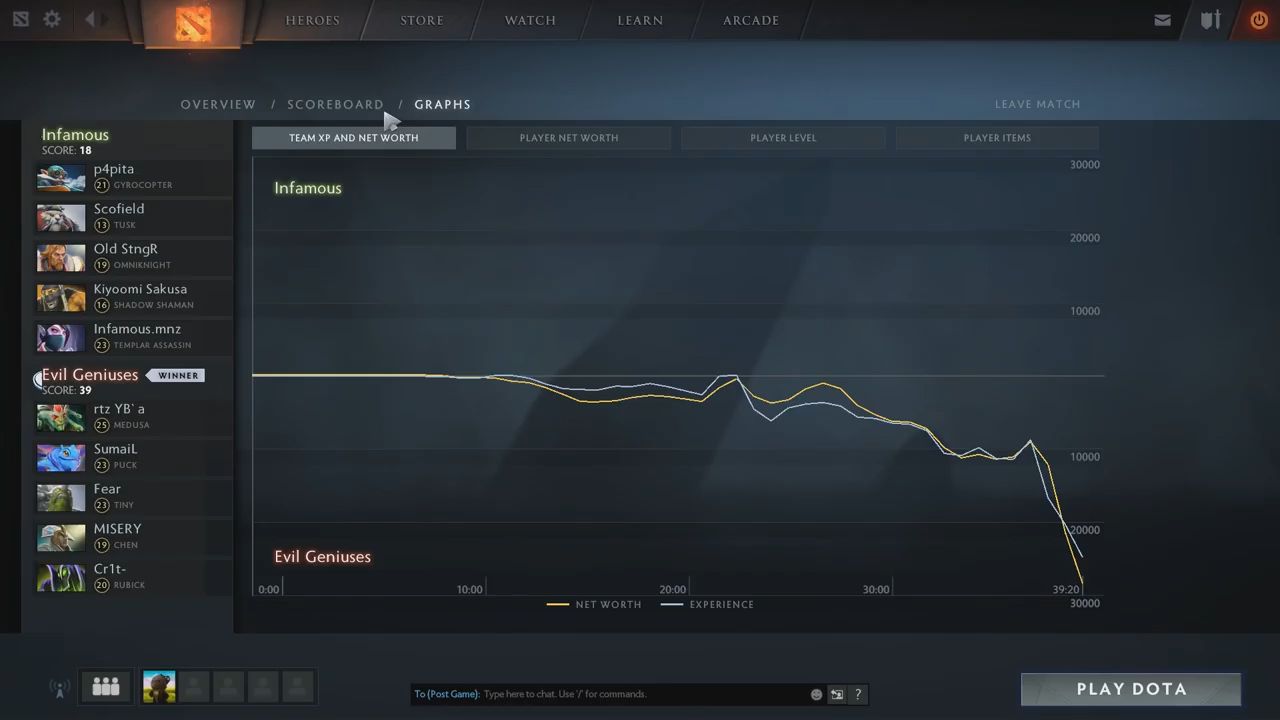 HEROES STORE WATCH LEARN ARCADE
OVERVIEW / SCOREBOARD / GRAPHS LEAVE MATCH
TEAM XP AND NET WORTH PLAYER NET WORTH PLAYER LEVEL PLAYER ITEMS
Infamous
SCORE: 18
p4pita
21 GYROCOPTER
Scofield
13 TUSK
Old StngR
19 OMNIKNIGHT
Kiyoomi Sakusa
16 SHADOW SHAMAN
Infamous.mnz
23 TEMPLAR ASSASSIN
Evil Geniuses WINNER
SCORE: 39
rtz YB`a
25 MEDUSA
SumaiL
23 PUCK
Fear
23 TINY
MISERY
19 CHEN
Cr1t-
20 RUBICK
Infamous
30000
20000
10000
10000
20000
30000
Evil Geniuses
0:00 10:00 20:00 30:00 39:20
NET WORTH EXPERIENCE
To (Post Game): Type here to chat. Use '/' for commands.
?
PLAY DOTA